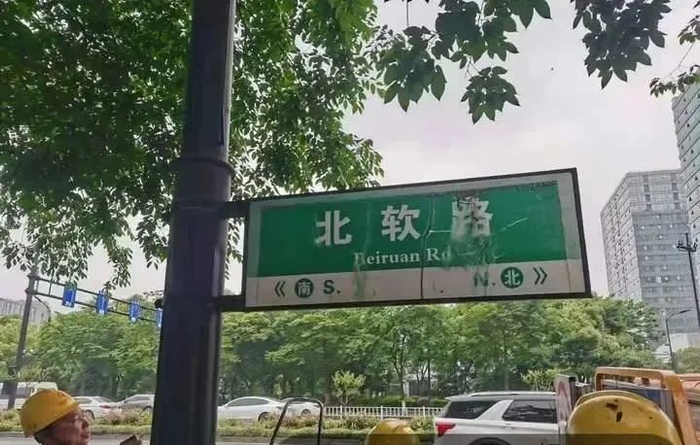 北软路
Beiruan Rd
《 南 S. N. 北 》